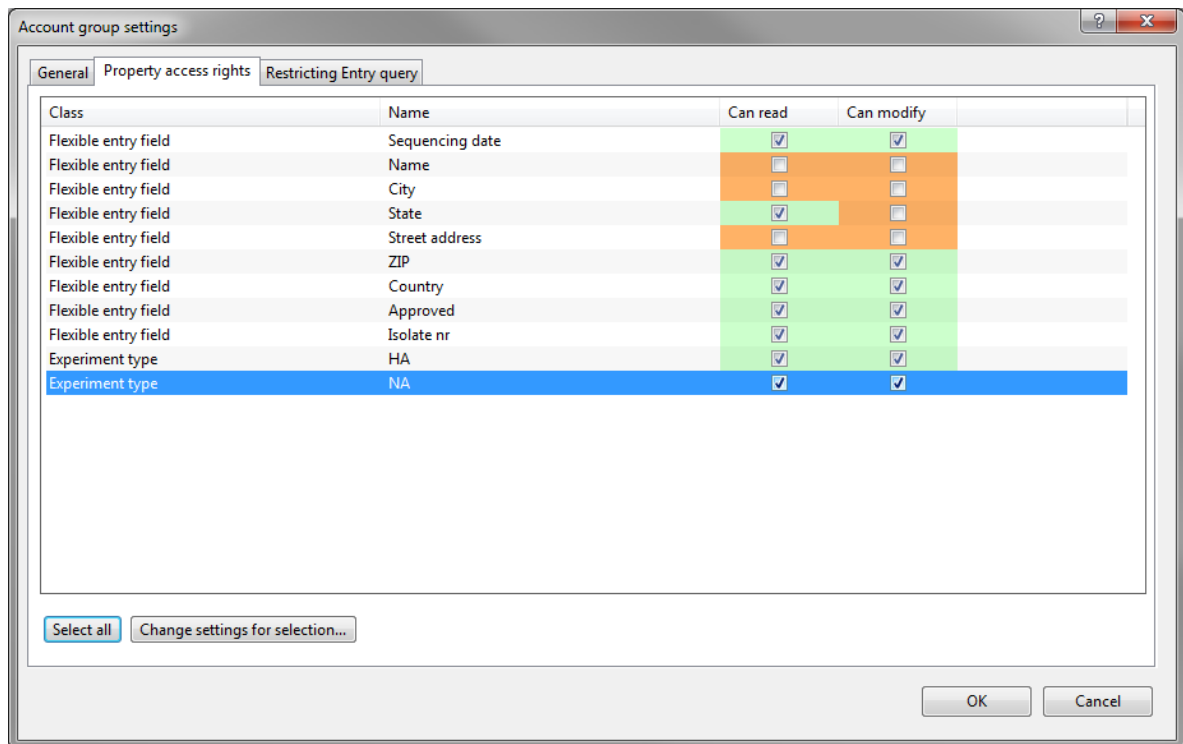 Account group settings
General Property access rights Restricting Entry query
Class Name Can read Can modify
Flexible entry field Sequencing date
Flexible entry field Name
Flexible entry field City
Flexible entry field State
Flexible entry field Street address
Flexible entry field ZIP
Flexible entry field Country
Flexible entry field Approved
Flexible entry field Isolate nr
Experiment type HA
Experiment type NA
Select all Change settings for selection...
OK Cancel